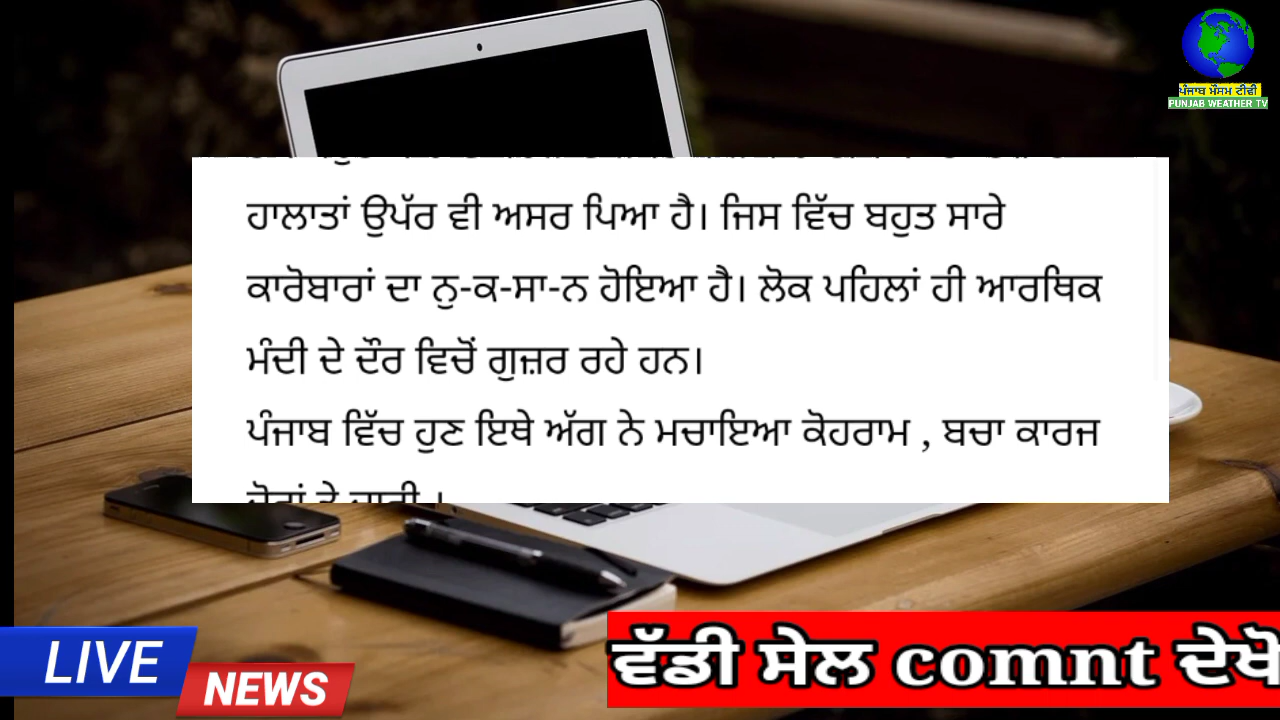 ਪੰਜਾਬ ਮੌਸਮ ਟੀਵੀ
PUNJAB WEATHER TV
ਹਾਲਾਤਾਂ ਉਪੱਰ ਵੀ ਅਸਰ ਪਿਆ ਹੈ। ਜਿਸ ਵਿੱਚ ਬਹੁਤ ਸਾਰੇ
ਕਾਰੋਬਾਰਾਂ ਦਾ ਨੁ-ਕ-ਸਾ-ਨ ਹੋਇਆ ਹੈ। ਲੋਕ ਪਹਿਲਾਂ ਹੀ ਆਰਥਿਕ
ਮੰਦੀ ਦੇ ਦੌਰ ਵਿਚੋਂ ਗੁਜ਼ਰ ਰਹੇ ਹਨ।
ਪੰਜਾਬ ਵਿੱਚ ਹੁਣ ਇਥੇ ਅੱਗ ਨੇ ਮਚਾਇਆ ਕੋਹਰਾਮ , ਬਚਾ ਕਾਰਜ
LIVE
NEWS
ਵੱਡੀ ਸੇਲ comnt ਦੇਖੋ